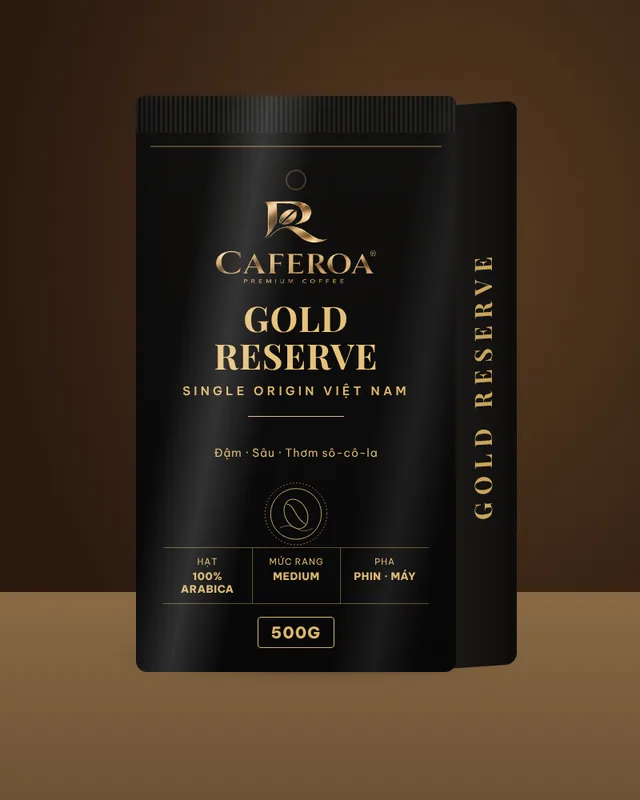 R
CAFEROA®
PREMIUM COFFEE
GOLD
RESERVE
SINGLE ORIGIN VIỆT NAM
Đậm · Sâu · Thơm sô-cô-la
HẠT
100%
ARABICA
MỨC RANG
MEDIUM
PHA
PHIN · MÁY
500G
GOLD RESERVE